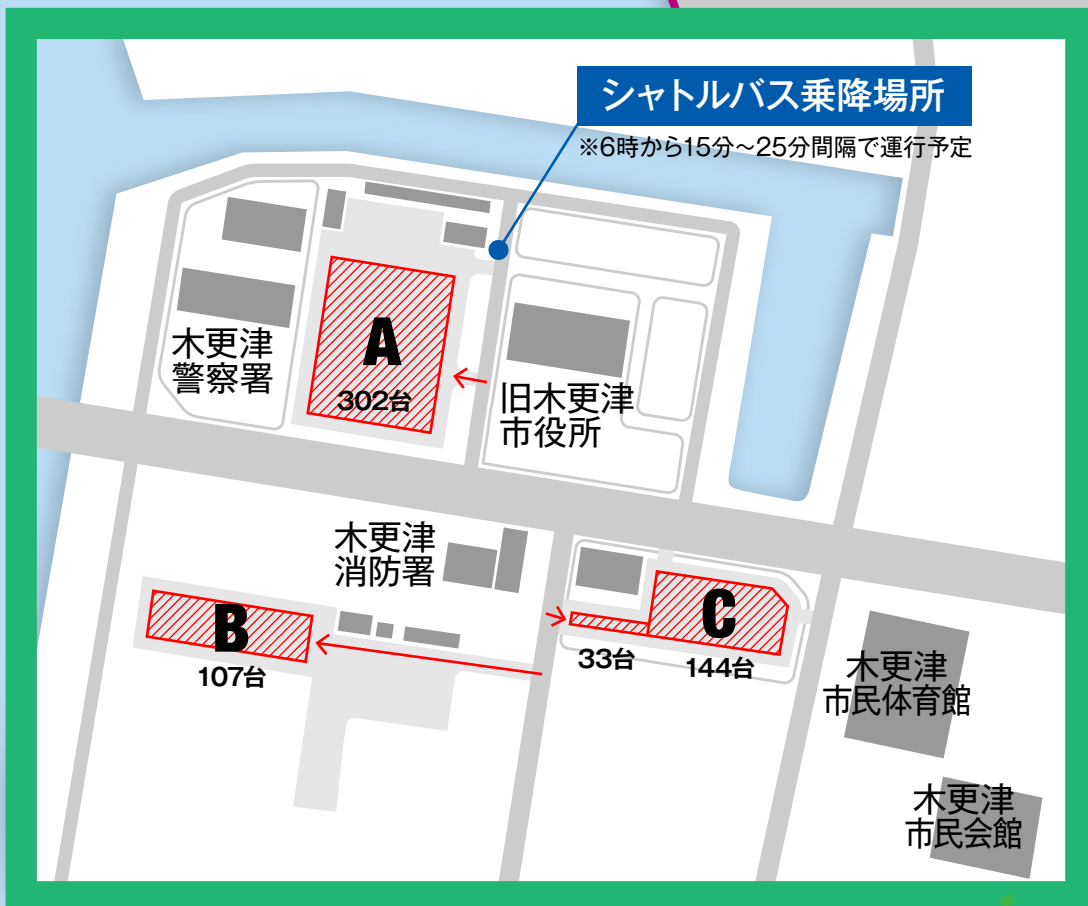 シャトルバス乗降場所
※6時から15分～25分間隔で運行予定
木更津
警察署
A
302台
旧木更津
市役所
木更津
消防署
B
107台
C
33台
144台
木更津
市民体育館
木更津
市民会館